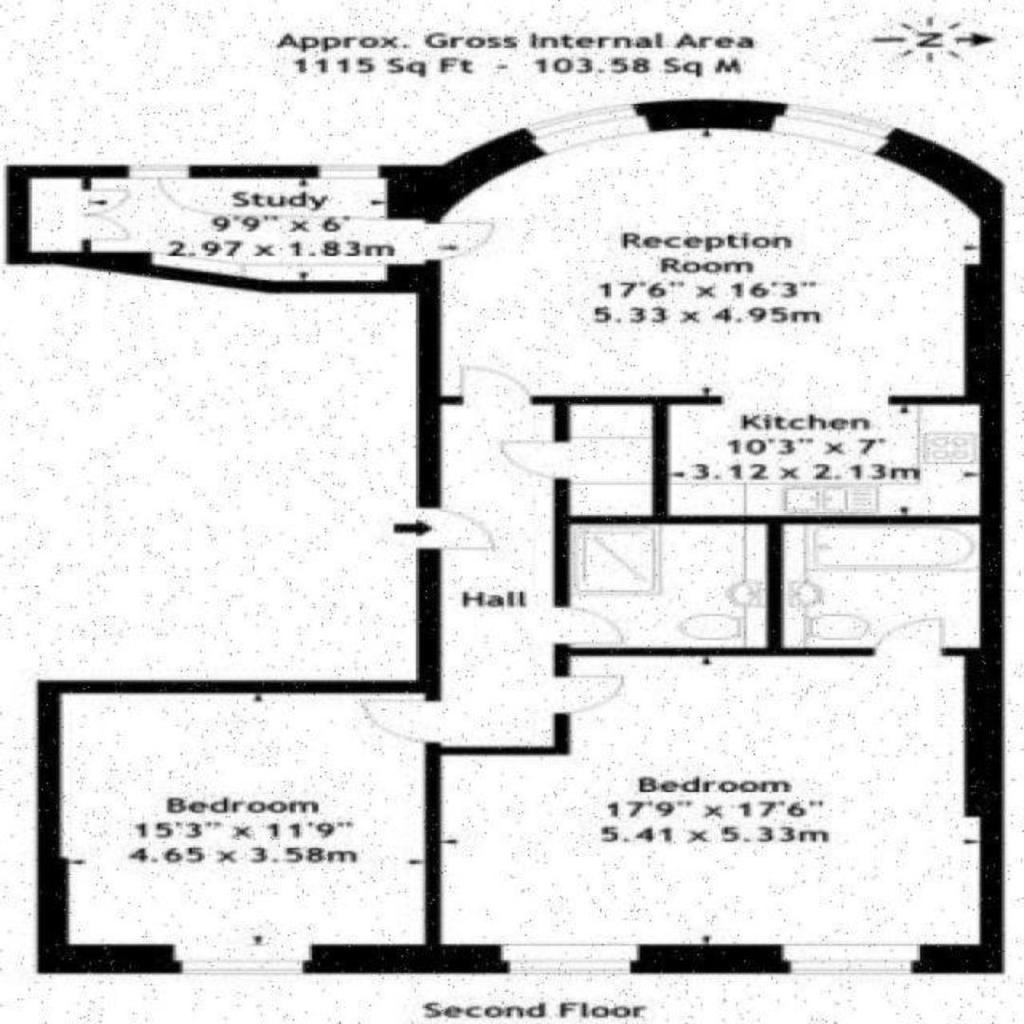 Approx. Gross Internal Area
1115 Sq Ft - 103.58 Sq M
N
Study
9'9" x 6'
2.97 x 1.83m
Reception
Room
17'6" x 16'3"
5.33 x 4.95m
Kitchen
10'3" x 7'
3.12 x 2.13m
Hall
Bedroom
17'9" x 17'6"
5.41 x 5.33m
Bedroom
15'3" x 11'9"
4.65 x 3.58m
Second Floor